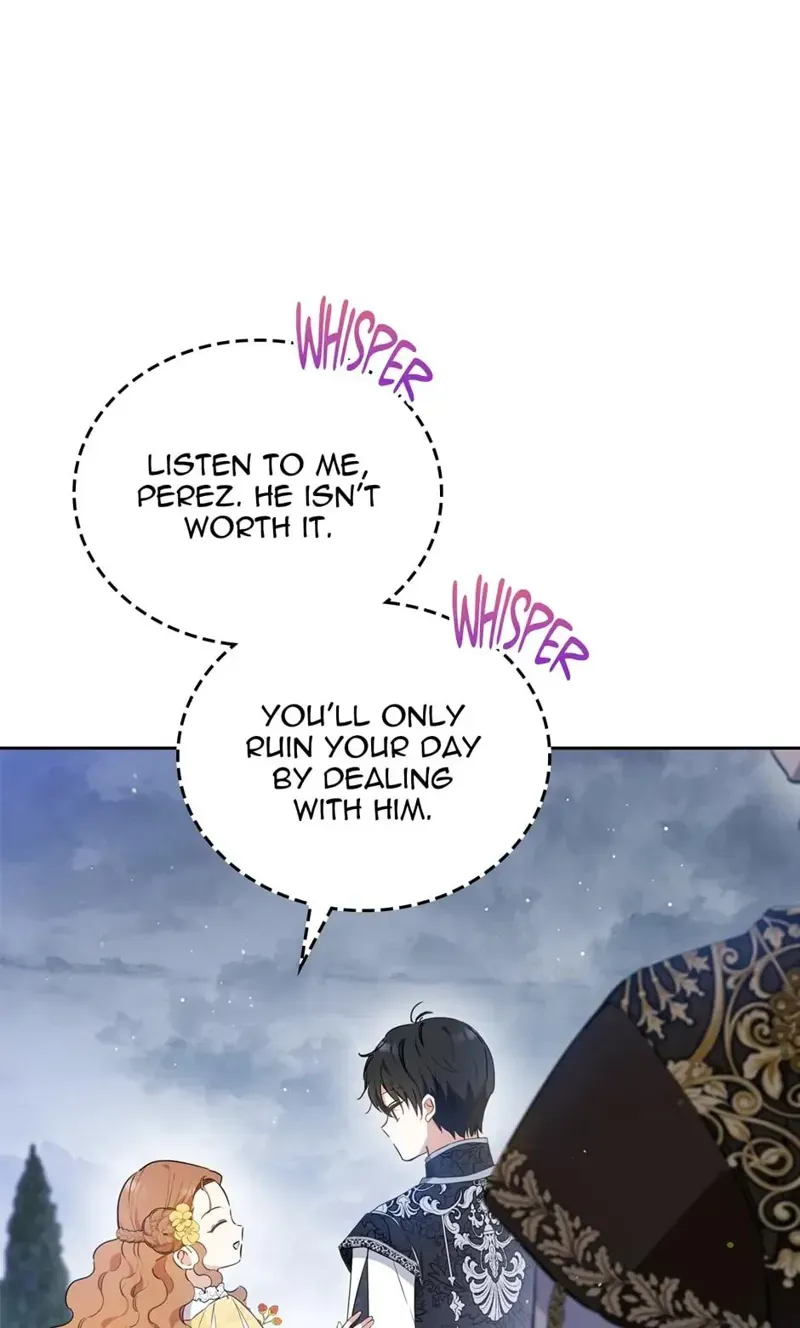 WHISPER
LISTEN TO ME,
PEREZ. HE ISN'T
WORTH IT.
WHISPER
YOU'LL ONLY
RUIN YOUR DAY
BY DEALING
WITH HIM.